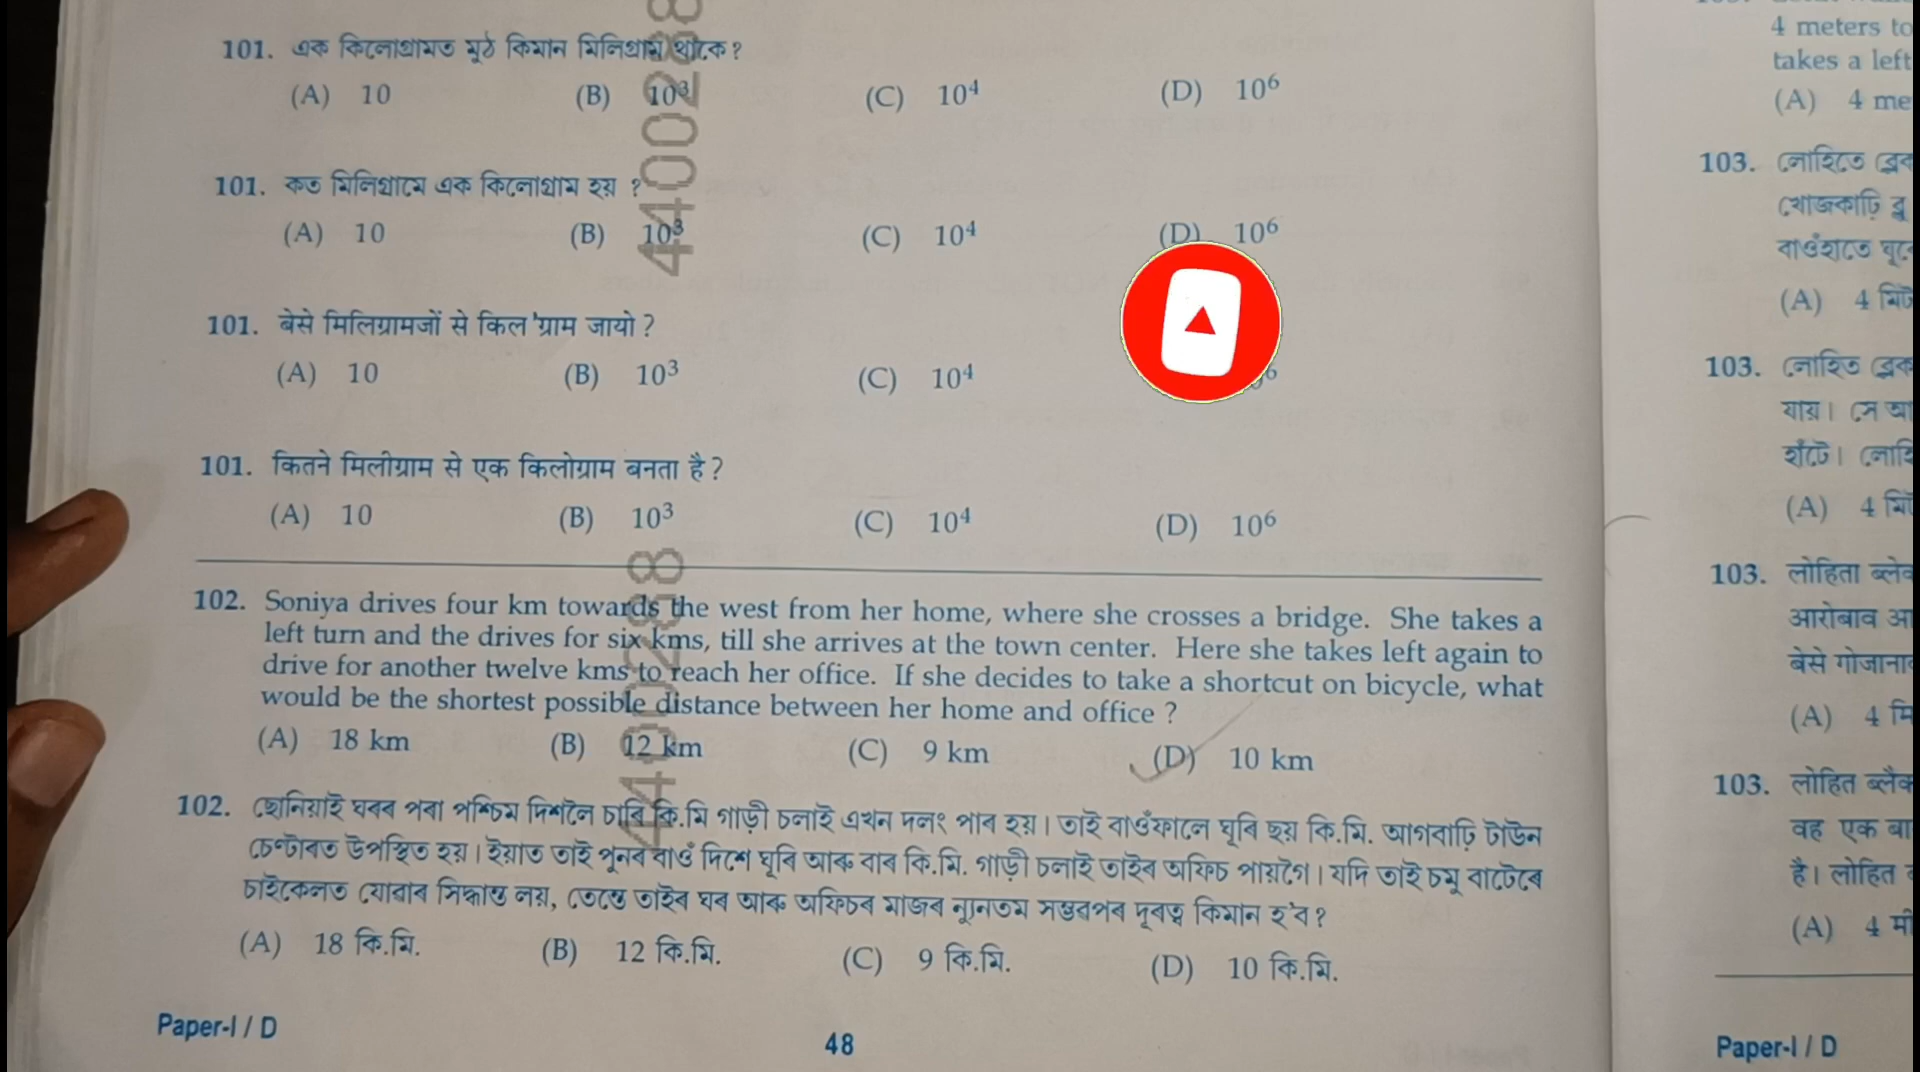 101. এক কিলোগ্ৰামত মুঠ কিমান মিলিগ্ৰাম থাকে ?
(A) 10 (B) 10³ (C) 10⁴ (D) 10⁶
101. কত মিলিগ্রামে এক কিলোগ্রাম হয় ?
(A) 10 (B) 10³ (C) 10⁴ (D) 10⁶
101. बेसे मिलिग्रामजों से किल'ग्राम जायो ?
(A) 10 (B) 10³ (C) 10⁴
101. कितने मिलीग्राम से एक किलोग्राम बनता है ?
(A) 10 (B) 10³ (C) 10⁴ (D) 10⁶
102. Soniya drives four km towards the west from her home, where she crosses a bridge. She takes a
left turn and the drives for six kms, till she arrives at the town center. Here she takes left again to
drive for another twelve kms to reach her office. If she decides to take a shortcut on bicycle, what
would be the shortest possible distance between her home and office ?
(A) 18 km (B) 12 km (C) 9 km (D) 10 km
102. ছোনিয়াই ঘৰৰ পৰা পশ্চিম দিশলৈ চাৰি কি.মি গাড়ী চলাই এখন দলং পাৰ হয়। তাই বাওঁফালে ঘূৰি ছয় কি.মি. আগবাঢ়ি টাউন
চেণ্টাৰত উপস্থিত হয়। ইয়াত তাই পুনৰ বাওঁ দিশে ঘূৰি আৰু বাৰ কি.মি. গাড়ী চলাই তাইৰ অফিচ পায়গৈ। যদি তাই চমু বাটেৰে
চাইকেলত যোৱাৰ সিদ্ধান্ত লয়, তেন্তে তাইৰ ঘৰ আৰু অফিচৰ মাজৰ ন্যূনতম সম্ভৱপৰ দূৰত্ব কিমান হ'ব ?
(A) 18 কি.মি. (B) 12 কি.মি. (C) 9 কি.মি. (D) 10 কি.মি.
Paper-I / D
48
4400288
4400288
4 meters to
takes a left
(A) 4 me
103.
(A) 4
103.
(A) 4
103. लोहिता
(A) 4
103. लोहित ब्लैक
वह एक बा
है। लोहित
(A) 4 मी
Paper-I / D